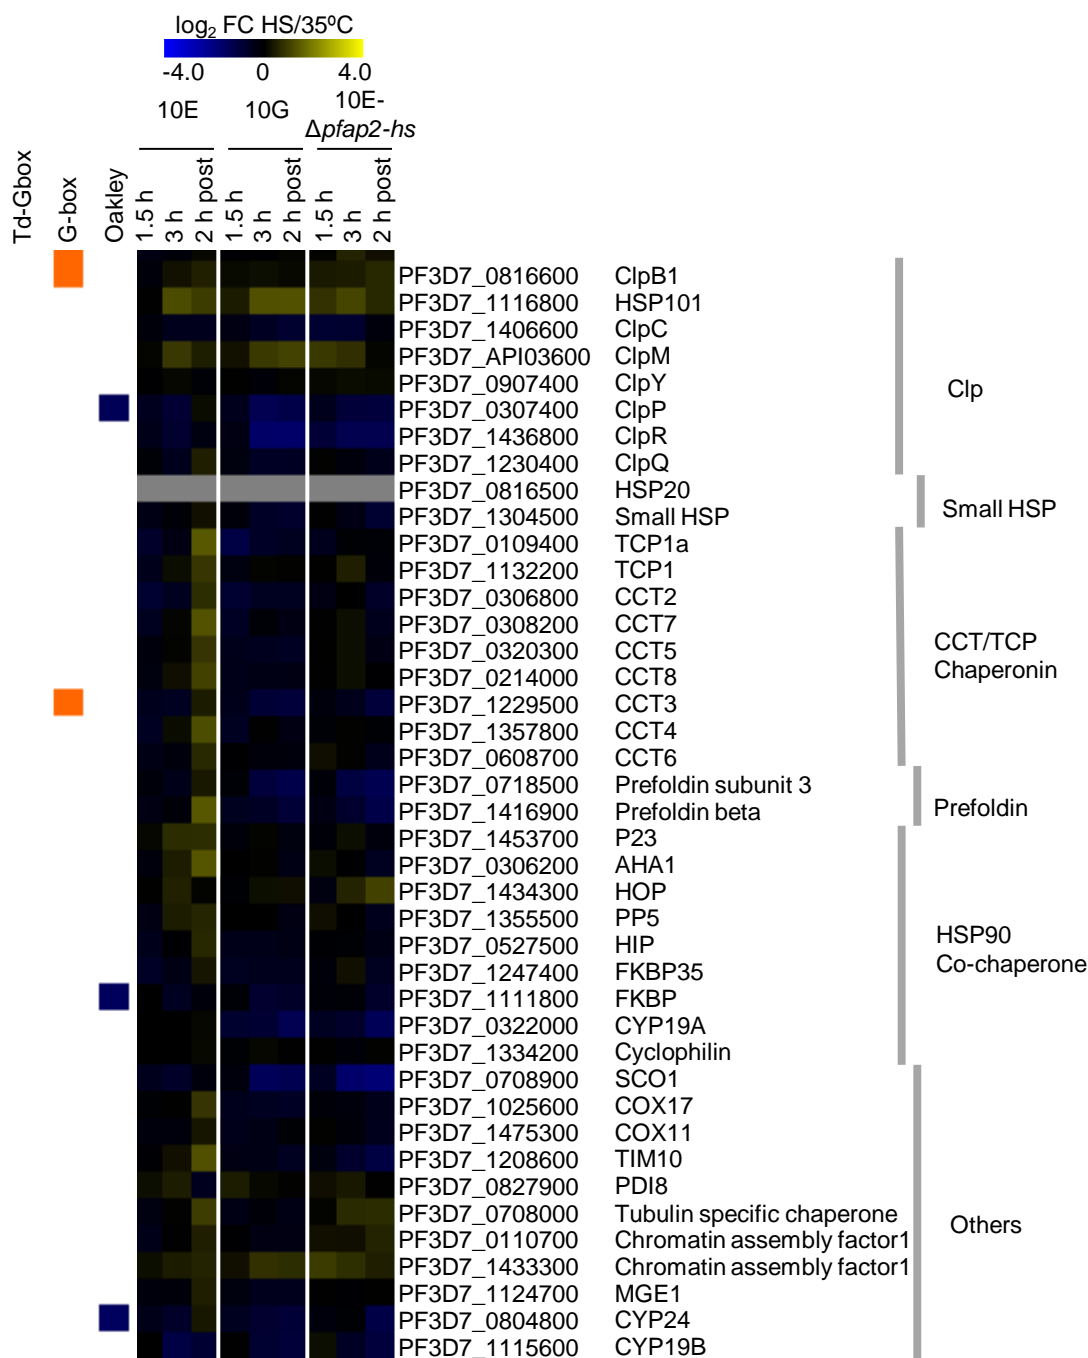 log₂ FC HS/35ºC
-4.0 0 4.0
10E 10G 10E-
Δpfap2-hs
Td-Gbox G-box Oakley 1.5 h 3 h 2 h post 1.5 h 3 h 2 h post 1.5 h 3 h 2 h post
PF3D7_0816600 ClpB1
PF3D7_1116800 HSP101
PF3D7_1406600 ClpC
PF3D7_API03600 ClpM
PF3D7_0907400 ClpY
Clp
PF3D7_0307400 ClpP
PF3D7_1436800 ClpR
PF3D7_1230400 ClpQ
PF3D7_0816500 HSP20
Small HSP
PF3D7_1304500 Small HSP
PF3D7_0109400 TCP1a
PF3D7_1132200 TCP1
PF3D7_0306800 CCT2
PF3D7_0308200 CCT7
PF3D7_0320300 CCT5
CCT/TCP
Chaperonin
PF3D7_0214000 CCT8
PF3D7_1229500 CCT3
PF3D7_1357800 CCT4
PF3D7_0608700 CCT6
PF3D7_0718500 Prefoldin subunit 3
Prefoldin
PF3D7_1416900 Prefoldin beta
PF3D7_1453700 P23
PF3D7_0306200 AHA1
PF3D7_1434300 HOP
PF3D7_1355500 PP5
HSP90
Co-chaperone
PF3D7_0527500 HIP
PF3D7_1247400 FKBP35
PF3D7_1111800 FKBP
PF3D7_0322000 CYP19A
PF3D7_1334200 Cyclophilin
PF3D7_0708900 SCO1
PF3D7_1025600 COX17
PF3D7_1475300 COX11
PF3D7_1208600 TIM10
PF3D7_0827900 PDI8
PF3D7_0708000 Tubulin specific chaperone
Others
PF3D7_0110700 Chromatin assembly factor1
PF3D7_1433300 Chromatin assembly factor1
PF3D7_1124700 MGE1
PF3D7_0804800 CYP24
PF3D7_1115600 CYP19B